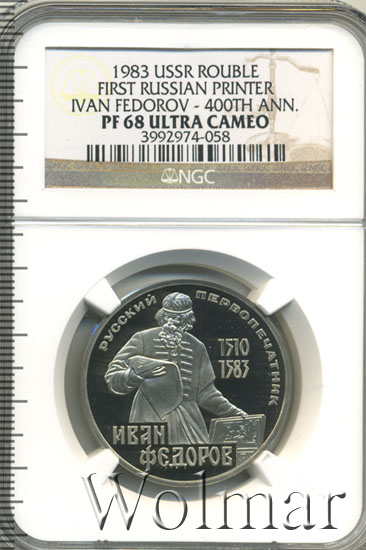 1983 USSR ROUBLE
FIRST RUSSIAN PRINTER
IVAN FEDOROV - 400TH ANN.
PF 68 ULTRA CAMEO
3992974-058
NGC
РУССКИЙ ПЕРВОПЕЧАТНИК
1510
1583
ИВАН
ФЕДОРОВ
Wolmar